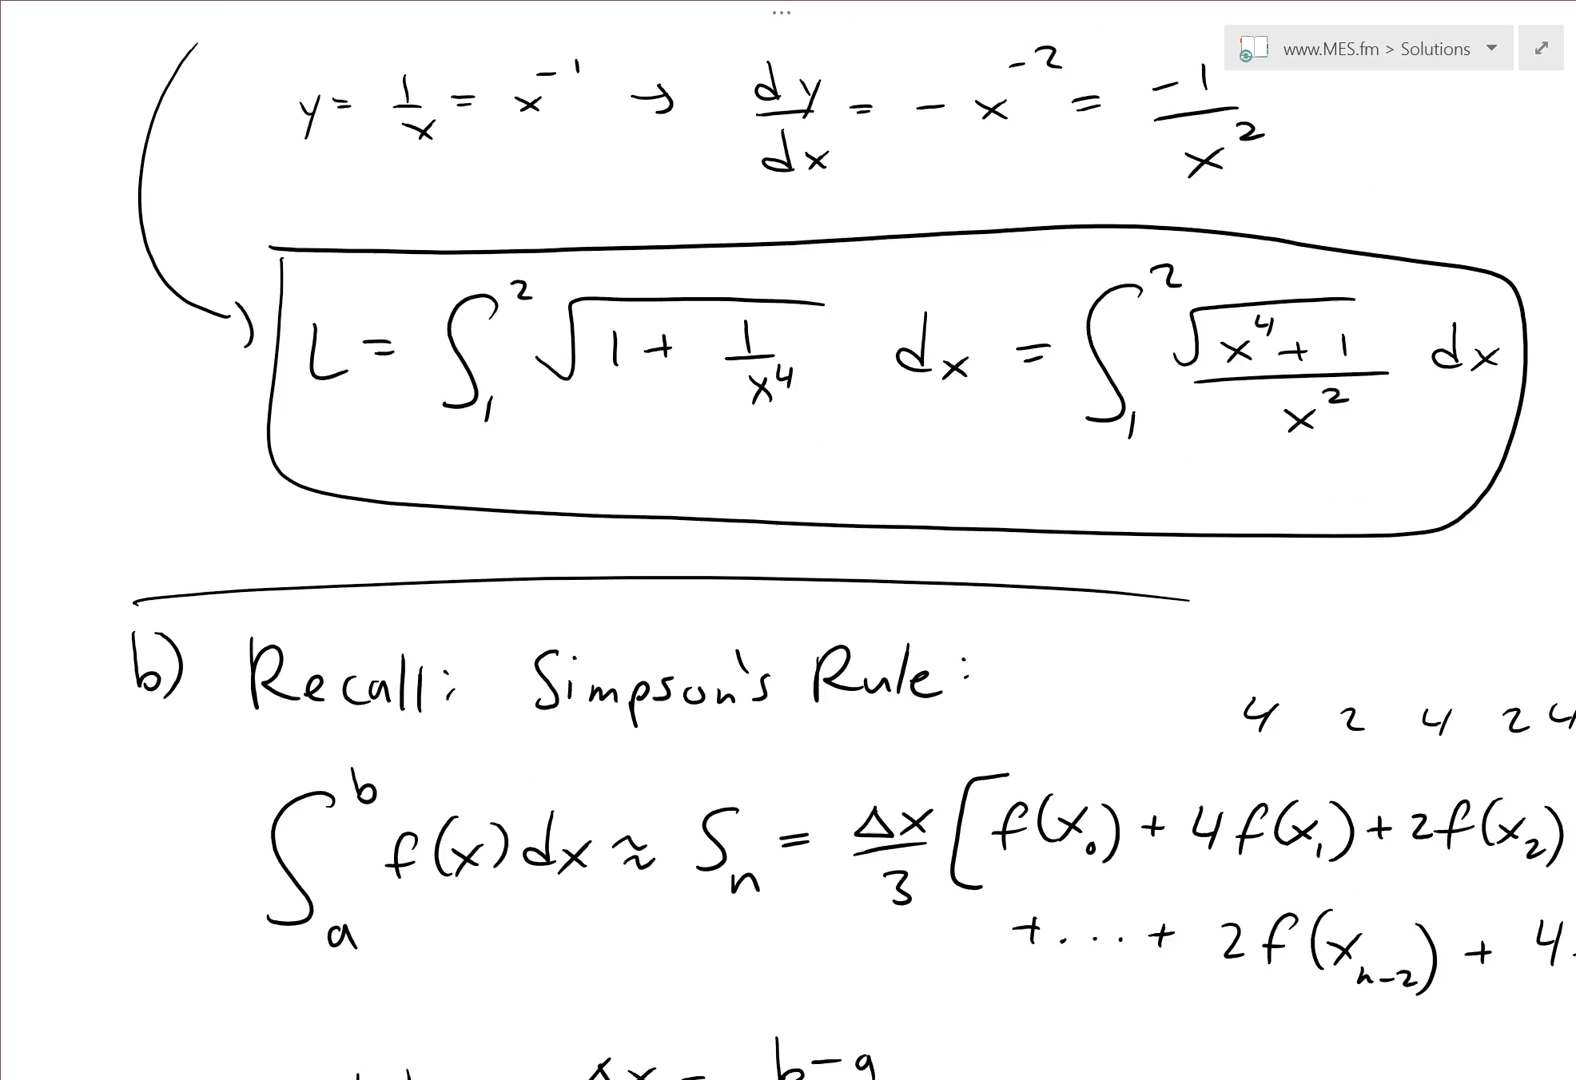 www.MES.fm > Solutions
y = 1/x = x^-1 → dy/dx = - x^-2 = -1/x^2
L = ∫_1^2 √(1 + 1/x^4) dx = ∫_1^2 √(x^4 + 1)/x^2 dx
b) Recall: Simpson's Rule:
4 2 4 2 4
∫_a^b f(x)dx ≈ S_n = Δx/3 [f(x_0) + 4f(x_1) + 2f(x_2)
+ ... + 2f(x_n-2) + 4
Δx = b-a